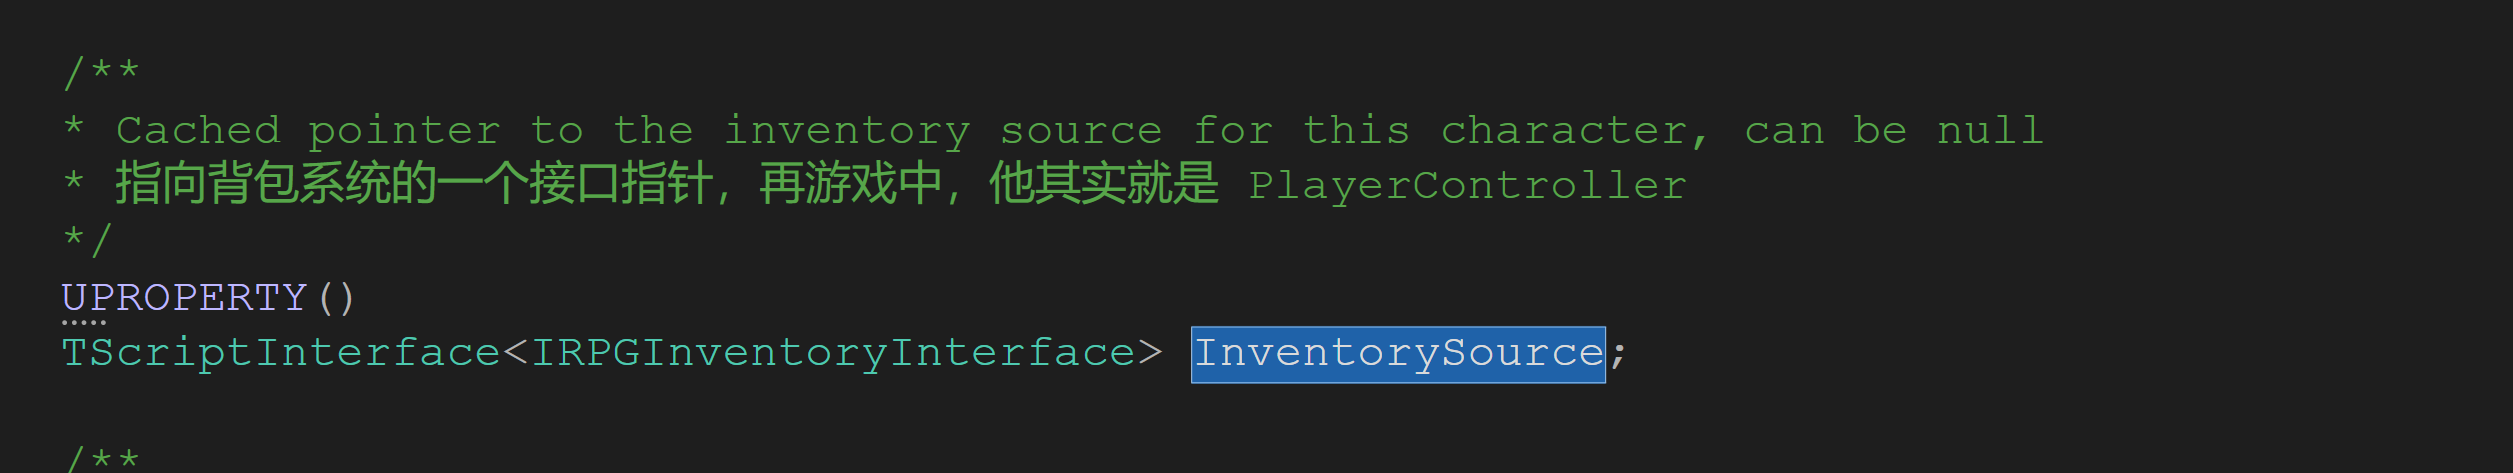 /**
* Cached pointer to the inventory source for this character, can be null
* 指向背包系统的一个接口指针，再游戏中，他其实就是 PlayerController
*/
UPROPERTY()
TScriptInterface<IRPGInventoryInterface> InventorySource;
/**